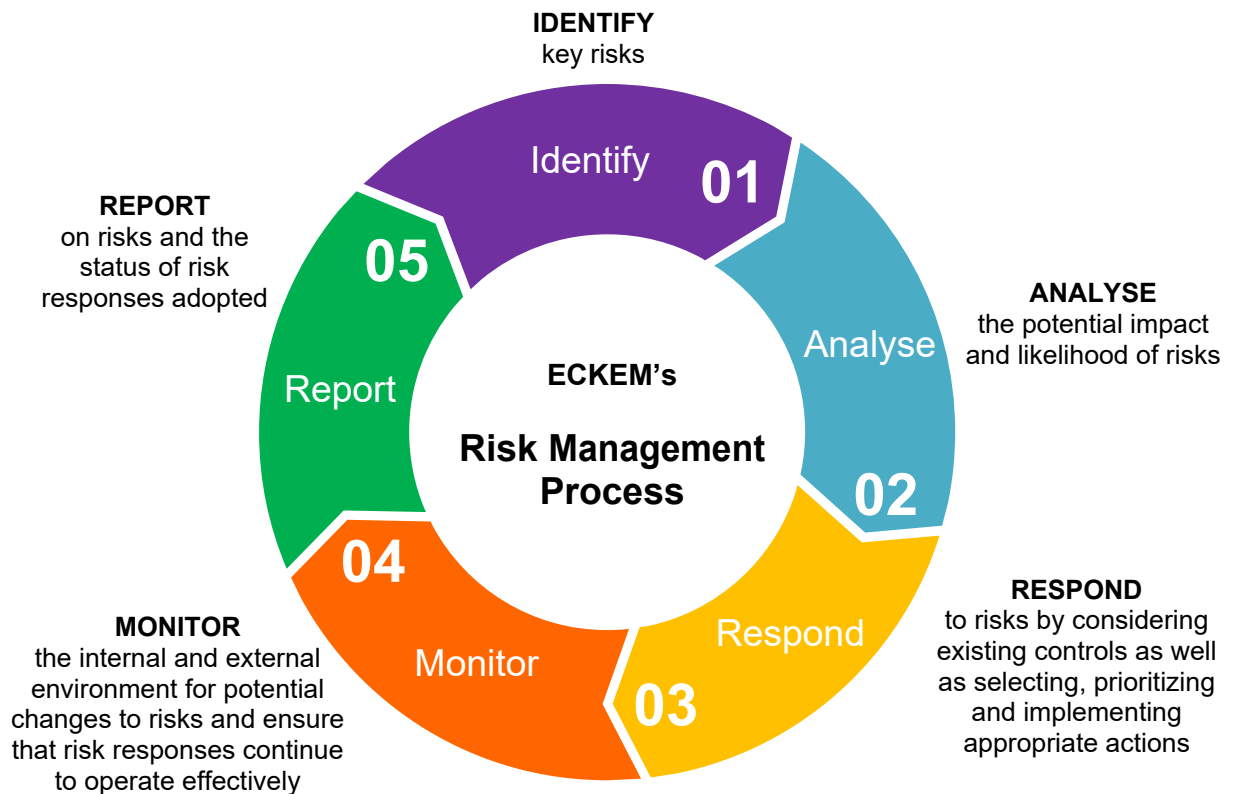 IDENTIFY
key risks
Identify
01
ANALYSE
the potential impact
and likelihood of risks
Analyse
02
RESPOND
to risks by considering
existing controls as well
as selecting, prioritizing
and implementing
appropriate actions
Respond
03
MONITOR
the internal and external
environment for potential
changes to risks and ensure
that risk responses continue
to operate effectively
Monitor
04
REPORT
on risks and the
status of risk
responses adopted
Report
05
ECKEM’s
Risk Management
Process